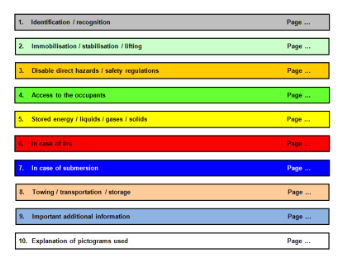 1. Identification / recognition Page ...
2. Immobilisation / stabilisation / lifting Page ...
3. Disable direct hazards / safety regulations Page ...
4. Access to the occupants Page ...
5. Stored energy / liquids / gases / solids Page ...
6. In case of fire Page ...
7. In case of submersion Page ...
8. Towing / transportation / storage Page ...
9. Important additional information Page ...
10. Explanation of pictograms used Page ...